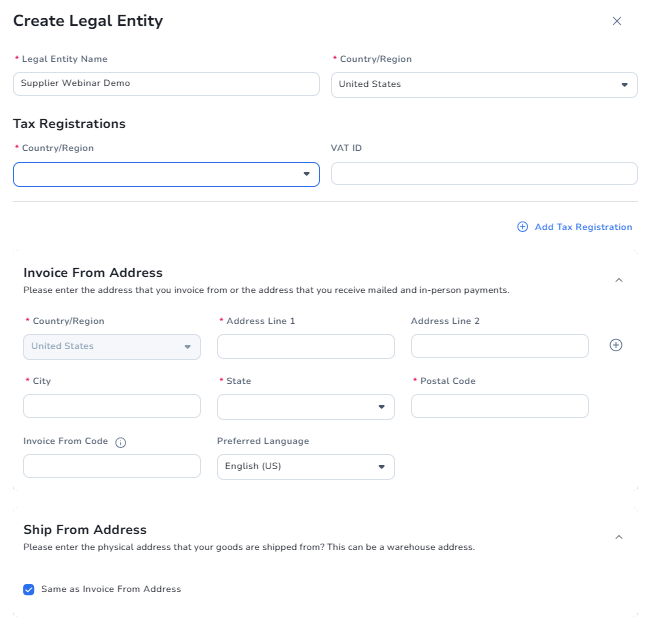 Create Legal Entity
* Legal Entity Name
* Country/Region
Supplier Webinar Demo
United States
Tax Registrations
* Country/Region
VAT ID
Add Tax Registration
Invoice From Address
Please enter the address that you invoice from or the address that you receive mailed and in-person payments.
* Country/Region
* Address Line 1
Address Line 2
United States
* City
* State
* Postal Code
Invoice From Code
Preferred Language
English (US)
Ship From Address
Please enter the physical address that your goods are shipped from? This can be a warehouse address.
Same as Invoice From Address